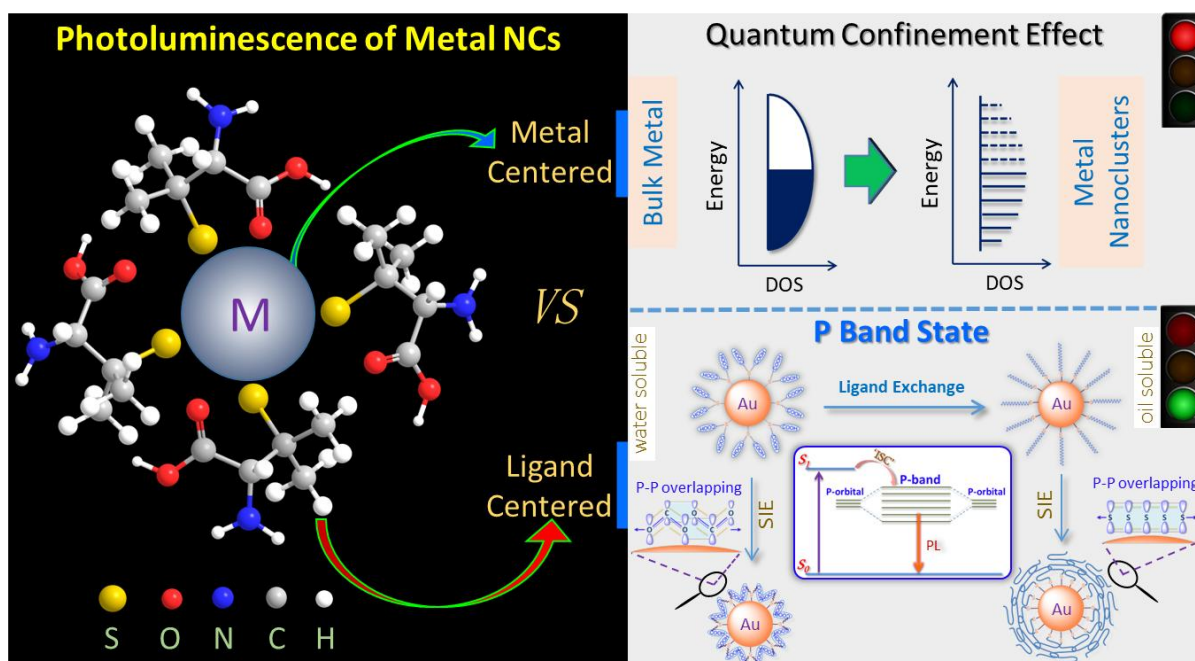 Photoluminescence of Metal NCs
Metal
Centered
M
VS
Ligand
Centered
S O N C H
Quantum Confinement Effect
Bulk Metal
Energy
DOS
Energy
DOS
Metal
Nanoclusters
P Band State
water soluble
Au
Ligand Exchange
Au
oil soluble
P-P overlapping
SIE
S1
'ISC'
P-band
P-orbital
P-orbital
PL
S0
SIE
P-P overlapping
S S S S S
Au
Au